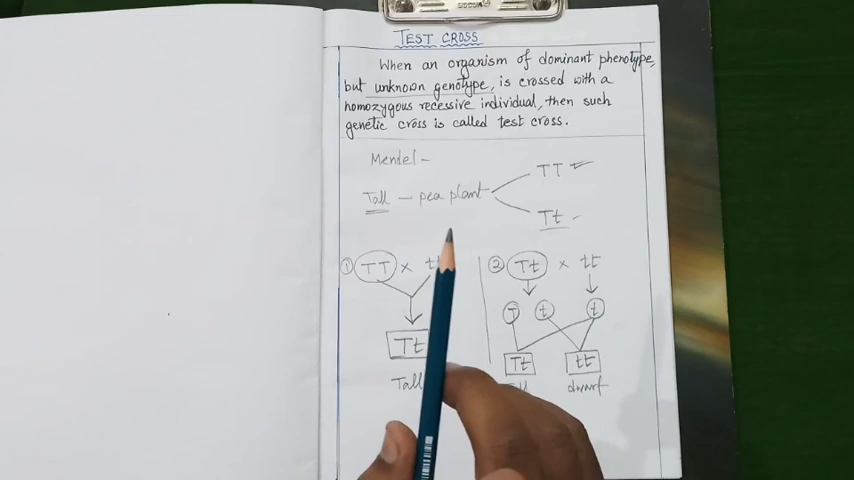 TEST CROSS
When an organism of dominant phenotype,
but unknown genotype, is crossed with a
homozygous recessive individual, then such
genetic cross is called test cross.
Mendel -
TT
Tall - pea plant
Tt
① TT ×
② Tt × tt
T t t
Tt
Tt tt
Tall
dwarf